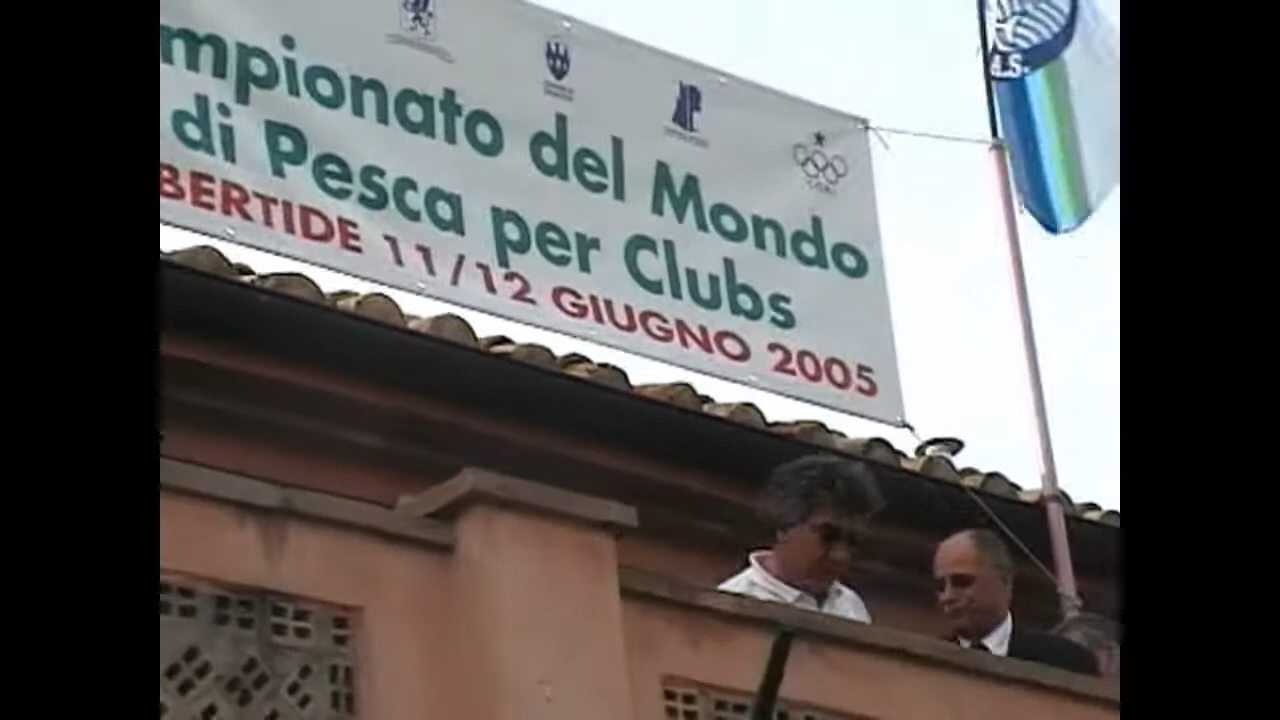 mpionato del Mondo
di Pesca per Clubs
BERTIDE 11/12 GIUGNO 2005
A.S.